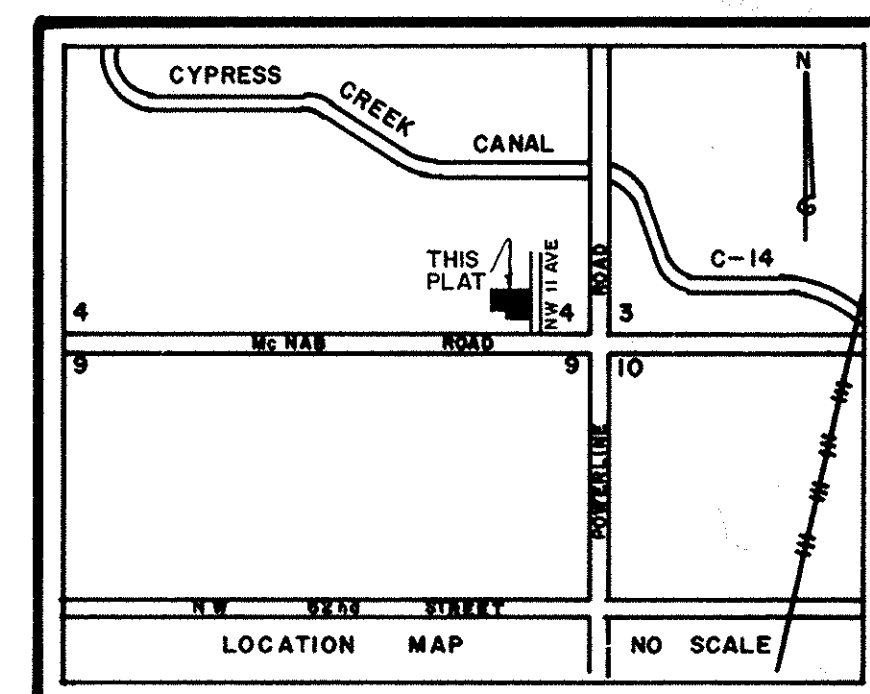 CYPRESS CREEK CANAL
N
C-14
THIS
PLAT
NW 11 AVE
POWERLINE ROAD
4
4
3
Mc NAB ROAD
9
9
10
NW 62nd STREET
LOCATION MAP
NO SCALE